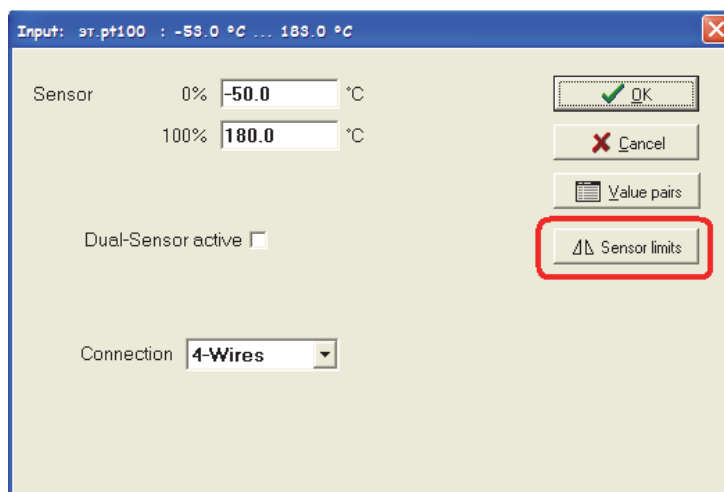 Input: эт.pt100 : -53.0 °C ... 183.0 °C
Sensor 0% -50.0 °C
OK
100% 180.0 °C
Cancel
Value pairs
Dual-Sensor active
Sensor limits
Connection 4-Wires